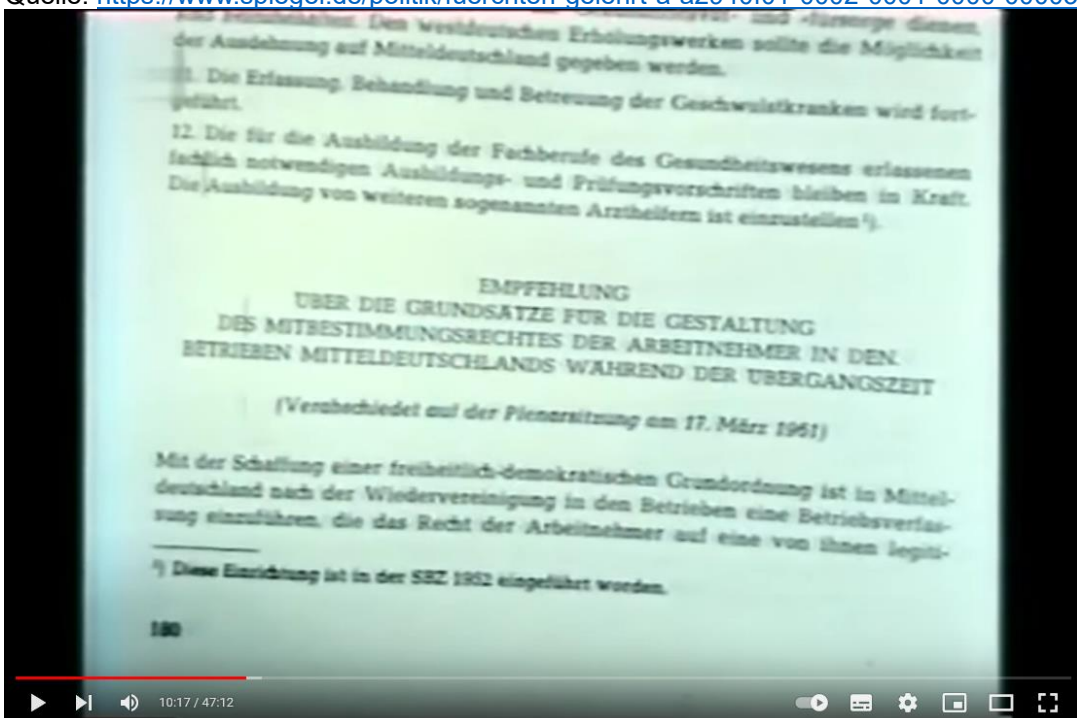 Quelle: https://www.spiegel.de/politik/
und Den westdeutschen Erholungswerken sollte die Möglichkeit
der Ausdehnung auf Mitteldeutschland gegeben werden.
11. Die Erfassung, Behandlung und Betreuung der Geschwulstkranken wird fort-
geführt.
12. Die für die Ausbildung der Fachberufe des Gesundheitswesens erlassenen
fachlich notwendigen Ausbildungs- und Prüfungsvorschriften bleiben in Kraft.
Die Ausbildung von weiteren sogenannten Arzthelfern ist einzustellen ¹).
EMPFEHLUNG
ÜBER DIE GRUNDSÄTZE FÜR DIE GESTALTUNG
DES MITBESTIMMUNGSRECHTES DER ARBEITNEHMER IN DEN
BETRIEBEN MITTELDEUTSCHLANDS WÄHREND DER ÜBERGANGSZEIT
(Verabschiedet auf der Plenarsitzung am 17. März 1961)
Mit der Schaffung einer freiheitlich-demokratischen Grundordnung ist in Mittel-
deutschland nach der Wiedervereinigung in den Betrieben eine Betriebsverfas-
sung einzuführen, die das Recht der Arbeitnehmer auf eine von ihnen legiti-
¹) Diese Einrichtung ist in der SBZ 1952 eingeführt worden.
180
10:17 / 47:12